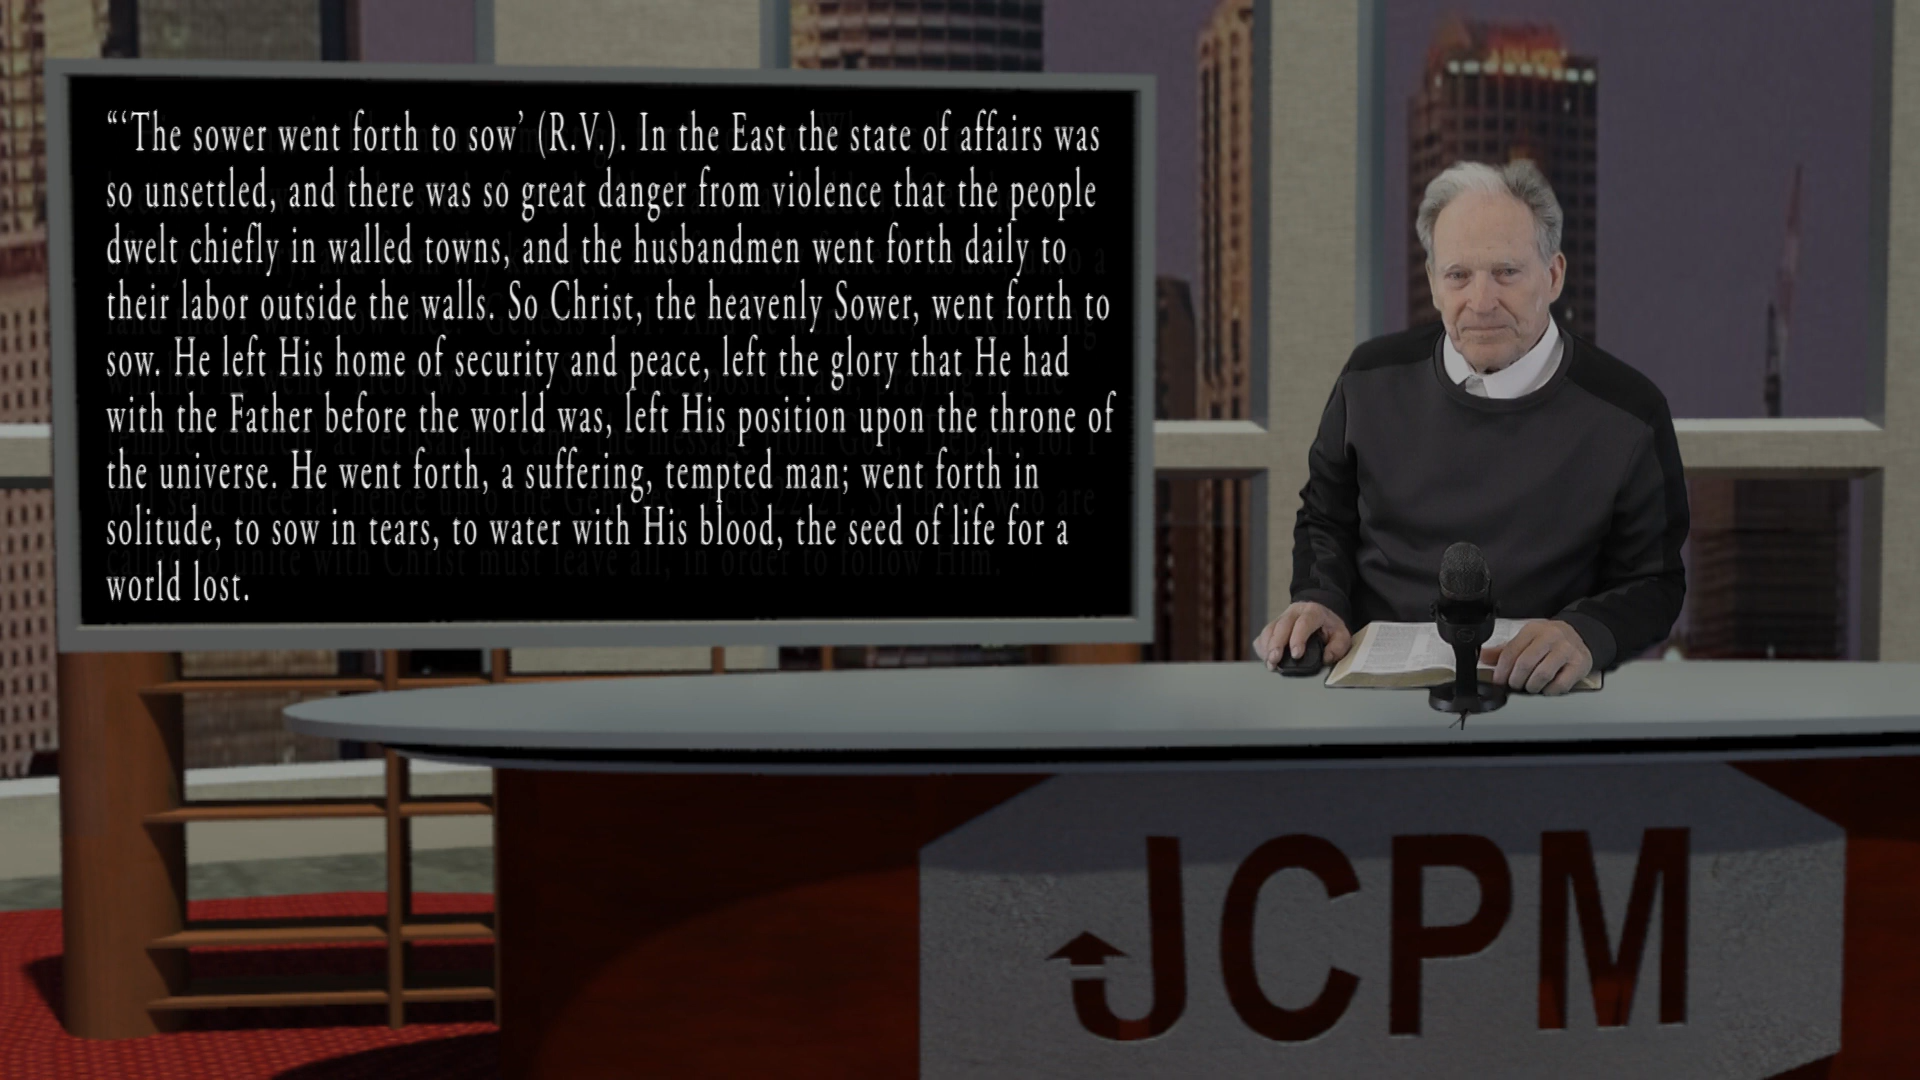 “‘The sower went forth to sow’ (R.V.). In the East the state of affairs was
so unsettled, and there was so great danger from violence that the people
dwelt chiefly in walled towns, and the husbandmen went forth daily to
their labor outside the walls. So Christ, the heavenly Sower, went forth to
sow. He left His home of security and peace, left the glory that He had
with the Father before the world was, left His position upon the throne of
the universe. He went forth, a suffering, tempted man; went forth in
solitude, to sow in tears, to water with His blood, the seed of life for a
world lost.
JCPM